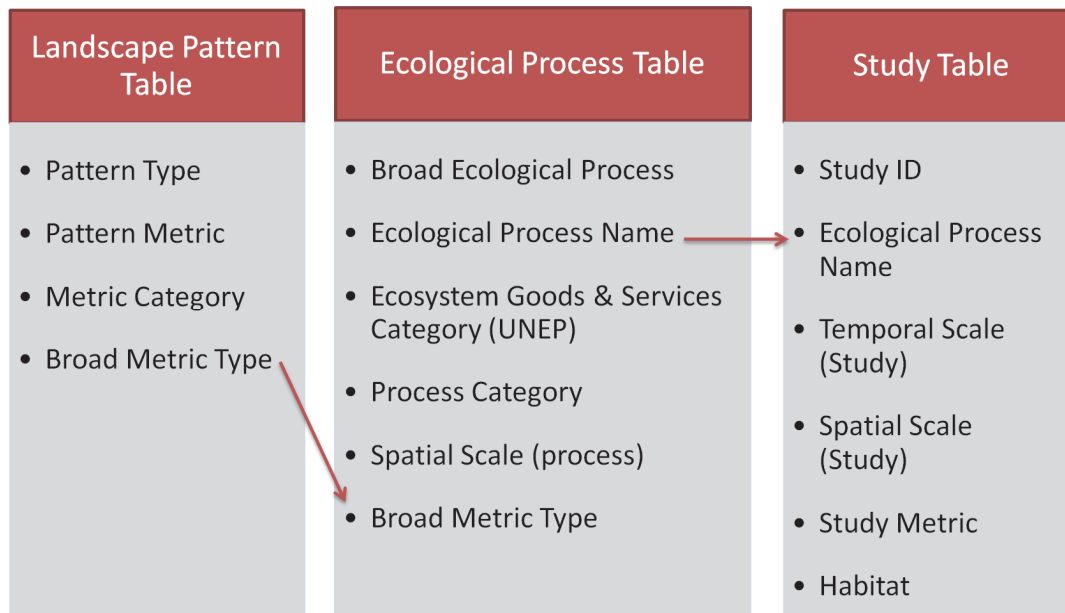 Landscape Pattern
Table
• Pattern Type
• Pattern Metric
• Metric Category
• Broad Metric Type
Ecological Process Table
• Broad Ecological Process
• Ecological Process Name
• Ecosystem Goods & Services
Category (UNEP)
• Process Category
• Spatial Scale (process)
• Broad Metric Type
Study Table
• Study ID
• Ecological Process
Name
• Temporal Scale
(Study)
• Spatial Scale
(Study)
• Study Metric
• Habitat